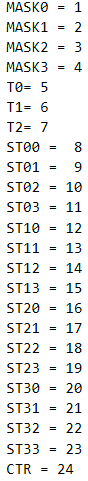 MASK0 = 1
MASK1 = 2
MASK2 = 3
MASK3 = 4
T0= 5
T1= 6
T2= 7
ST00 =  8
ST01 =  9
ST02 = 10
ST03 = 11
ST10 = 12
ST11 = 13
ST12 = 14
ST13 = 15
ST20 = 16
ST21 = 17
ST22 = 18
ST23 = 19
ST30 = 20
ST31 = 21
ST32 = 22
ST33 = 23
CTR = 24